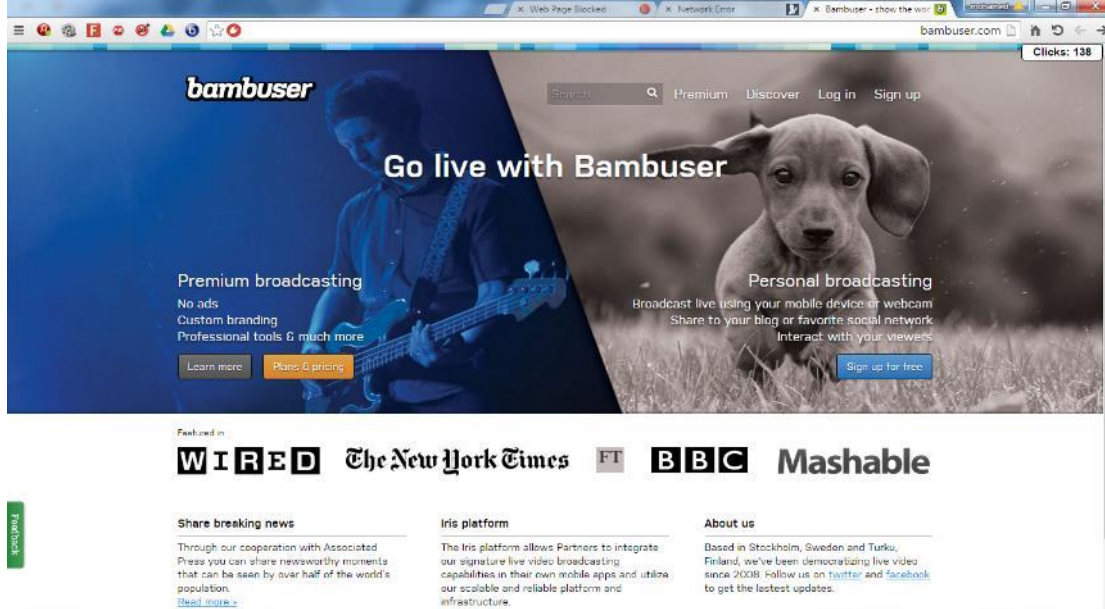 Web Page Blocked
Network Error
Bambuser - show the wor
mohamed
bambuser.com
Clicks: 138
bambuser
Search
Premium
Discover
Log in
Sign up
Go live with Bambuser
Premium broadcasting
No ads
Custom branding
Professional tools & much more
Learn more
Plans & pricing
Personal broadcasting
Broadcast live using your mobile device or webcam
Share to your blog or favorite social network
Interact with your viewers
Sign up for free
Featured in
WIRED
The New York Times
FT
BBC
Mashable
Feedback
Share breaking news
Through our cooperation with Associated
Press you can share newsworthy moments
that can be seen by over half of the world's
population.
Read more »
Iris platform
The Iris platform allows Partners to integrate
our signature live video broadcasting
capabilities in their own mobile apps and utilize
our scalable and reliable platform and
infrastructure.
About us
Based in Stockholm, Sweden and Turku,
Finland, we've been democratizing live video
since 2008. Follow us on twitter and facebook
to get the lastest updates.